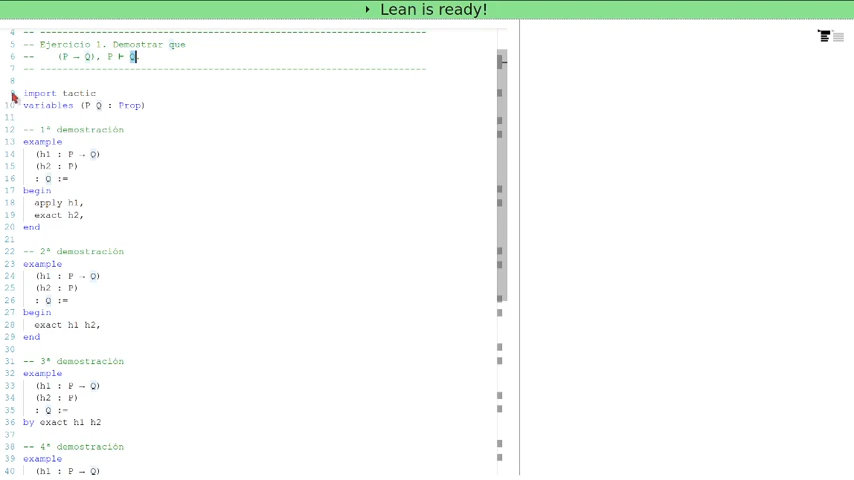 Lean is ready!
4 -- ----------------------------------------------------------------
5 -- Ejercicio 1. Demostrar que
6 --    (P → Q), P ⊢ Q.
7 -- ----------------------------------------------------------------
8
9 import tactic
10 variables (P Q : Prop)
11
12 -- 1ª demostración
13 example
14   (h1 : P → Q)
15   (h2 : P)
16   : Q :=
17 begin
18   apply h1,
19   exact h2,
20 end
21
22 -- 2ª demostración
23 example
24   (h1 : P → Q)
25   (h2 : P)
26   : Q :=
27 begin
28   exact h1 h2,
29 end
30
31 -- 3ª demostración
32 example
33   (h1 : P → Q)
34   (h2 : P)
35   : Q :=
36 by exact h1 h2
37
38 -- 4ª demostración
39 example
40   (h1 : P → Q)